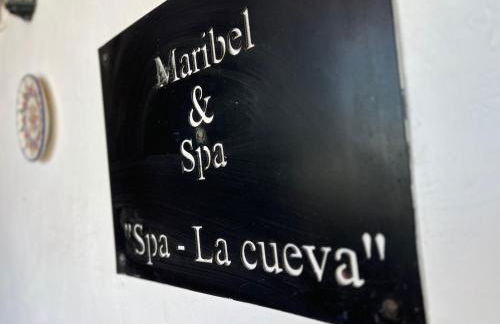 Maribel
&
Spa
"Spa - La cueva"